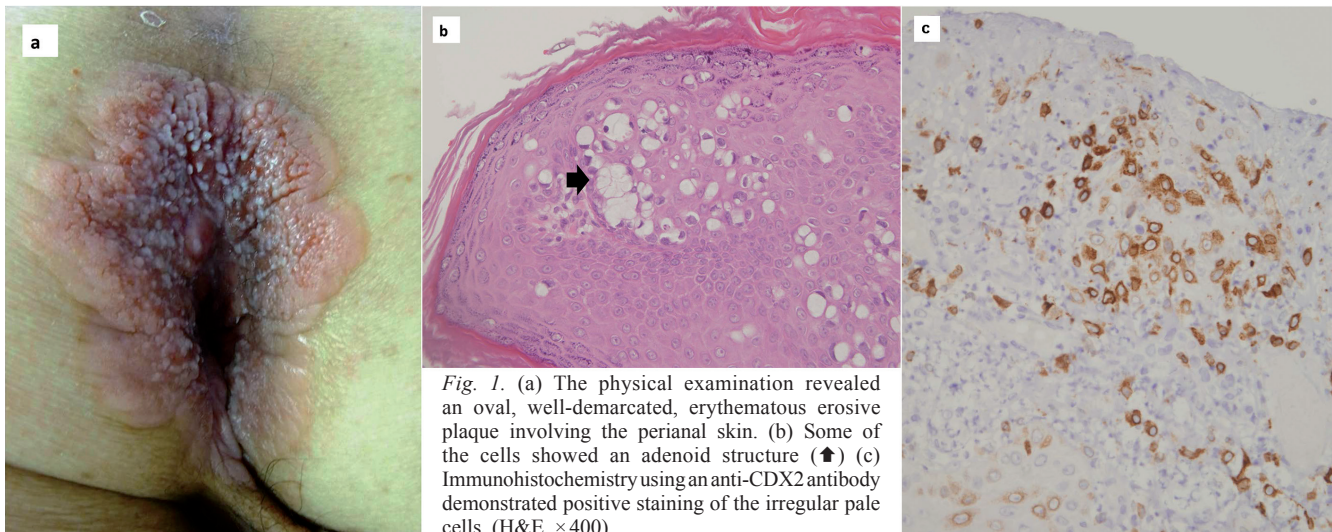 a
b
c
Fig. 1. (a) The physical examination revealed
an oval, well-demarcated, erythematous erosive
plaque involving the perianal skin. (b) Some of
the cells showed an adenoid structure (⬆) (c)
Immunohistochemistry using an anti-CDX2 antibody
demonstrated positive staining of the irregular pale
cells. (H&E, ×400)